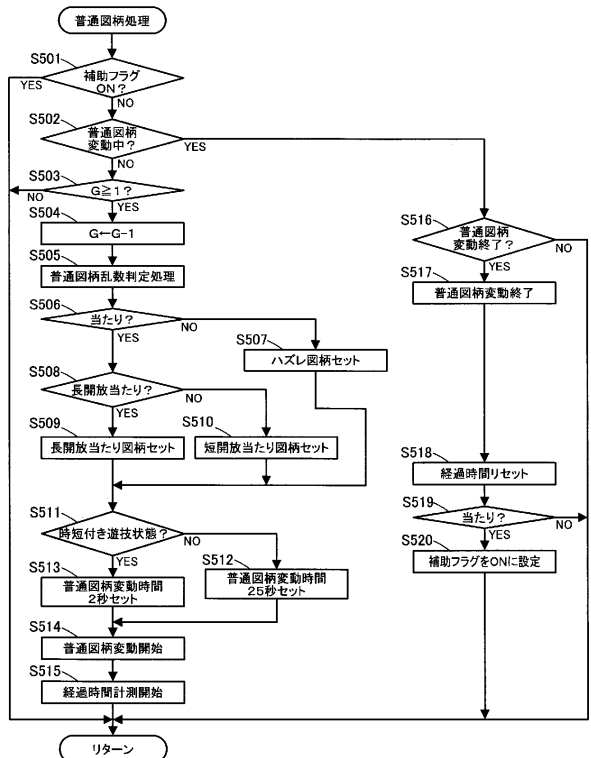 普通図柄処理
S501
補助フラグ
ON?
YES
NO
S502
普通図柄
変動中?
YES
NO
S503
G≧1?
NO
YES
S504
G←G-1
S505
普通図柄乱数判定処理
S506
当たり?
NO
YES
S507
ハズレ図柄セット
S508
長開放当たり?
NO
YES
S509
長開放当たり図柄セット
S510
短開放当たり図柄セット
S511
時短付き遊技状態?
NO
YES
S512
普通図柄変動時間
25秒セット
S513
普通図柄変動時間
2秒セット
S514
普通図柄変動開始
S515
経過時間計測開始
S516
普通図柄
変動終了?
NO
YES
S517
普通図柄変動終了
S518
経過時間リセット
S519
当たり?
NO
YES
S520
補助フラグをONに設定
リターン